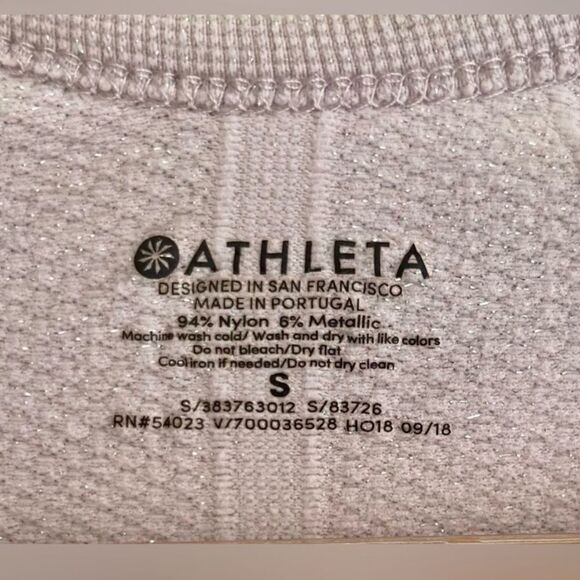 ATHLETA
DESIGNED IN SAN FRANCISCO
MADE IN PORTUGAL
94% Nylon 6% Metallic
Machine wash cold/ Wash and dry with like colors
Do not bleach/Dry flat
Cool iron if needed/Do not dry clean
S
S/383763012 S/83726
RN#54023 V/700036528 HO18 09/18